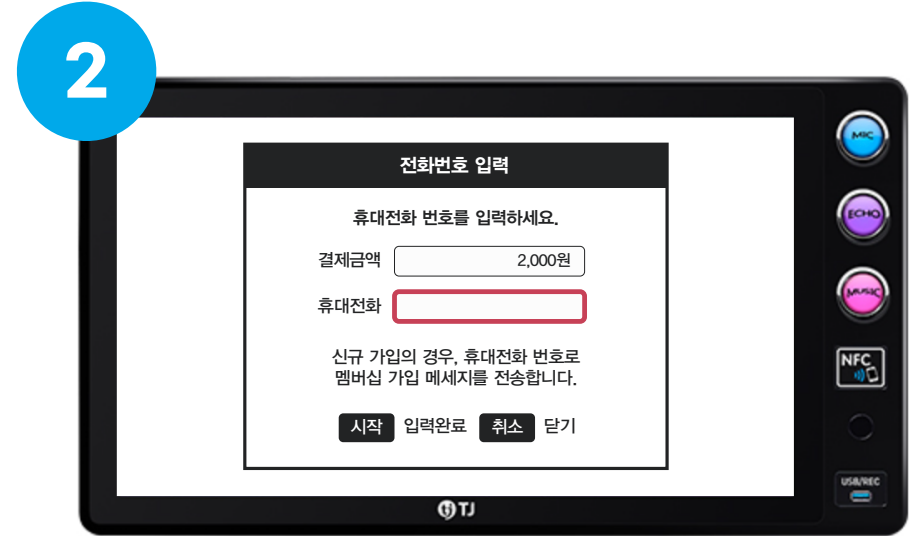 2
전화번호 입력
휴대전화 번호를 입력하세요.
결제금액 2,000원
휴대전화
신규 가입의 경우, 휴대전화 번호로
멤버십 가입 메세지를 전송합니다.
시작 입력완료 취소 닫기
MIC
ECHO
MUSIC
NFC
USB/REC
TJ